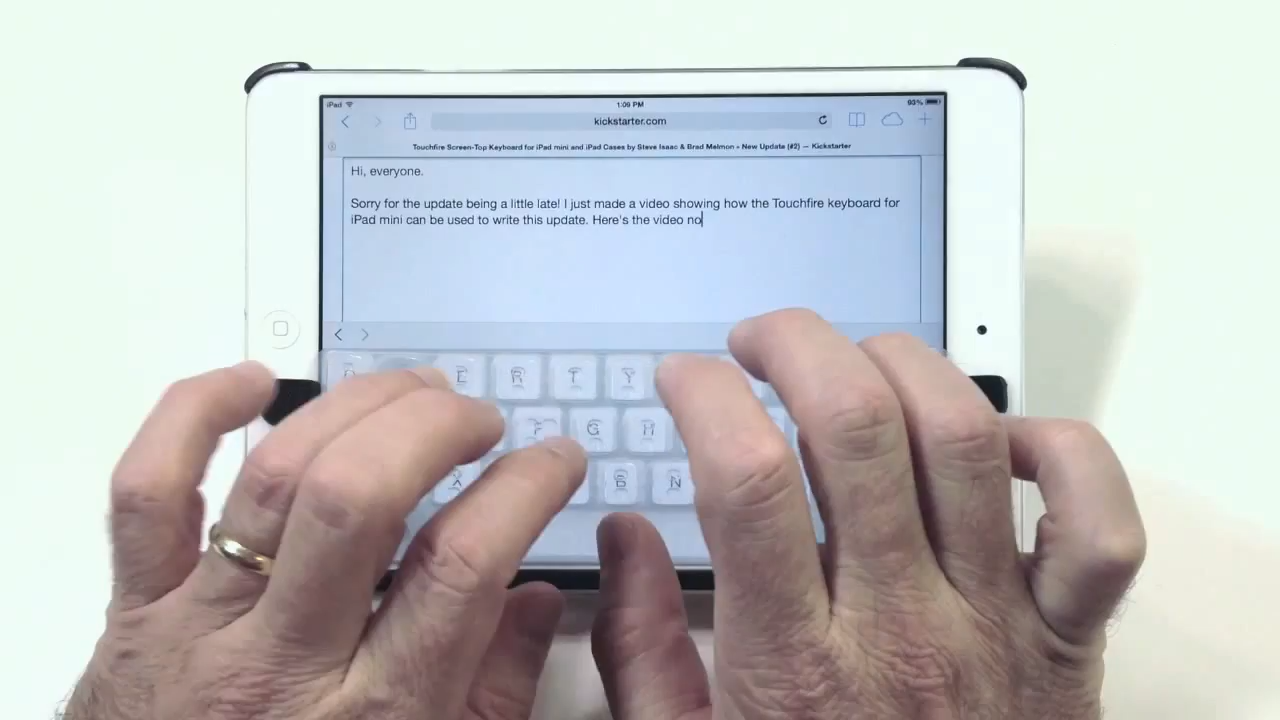 iPad 1:09 PM 93%
kickstarter.com
Touchfire Screen-Top Keyboard for iPad mini and iPad Cases by Steve Isaac & Brad Melmon » New Update (#2) — Kickstarter
Hi, everyone.
Sorry for the update being a little late! I just made a video showing how the Touchfire keyboard for
iPad mini can be used to write this update. Here's the video no
E R T Y
F G H
X B N